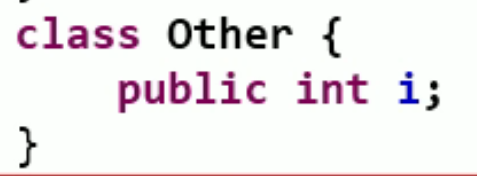 class Other {
    public int i;
}